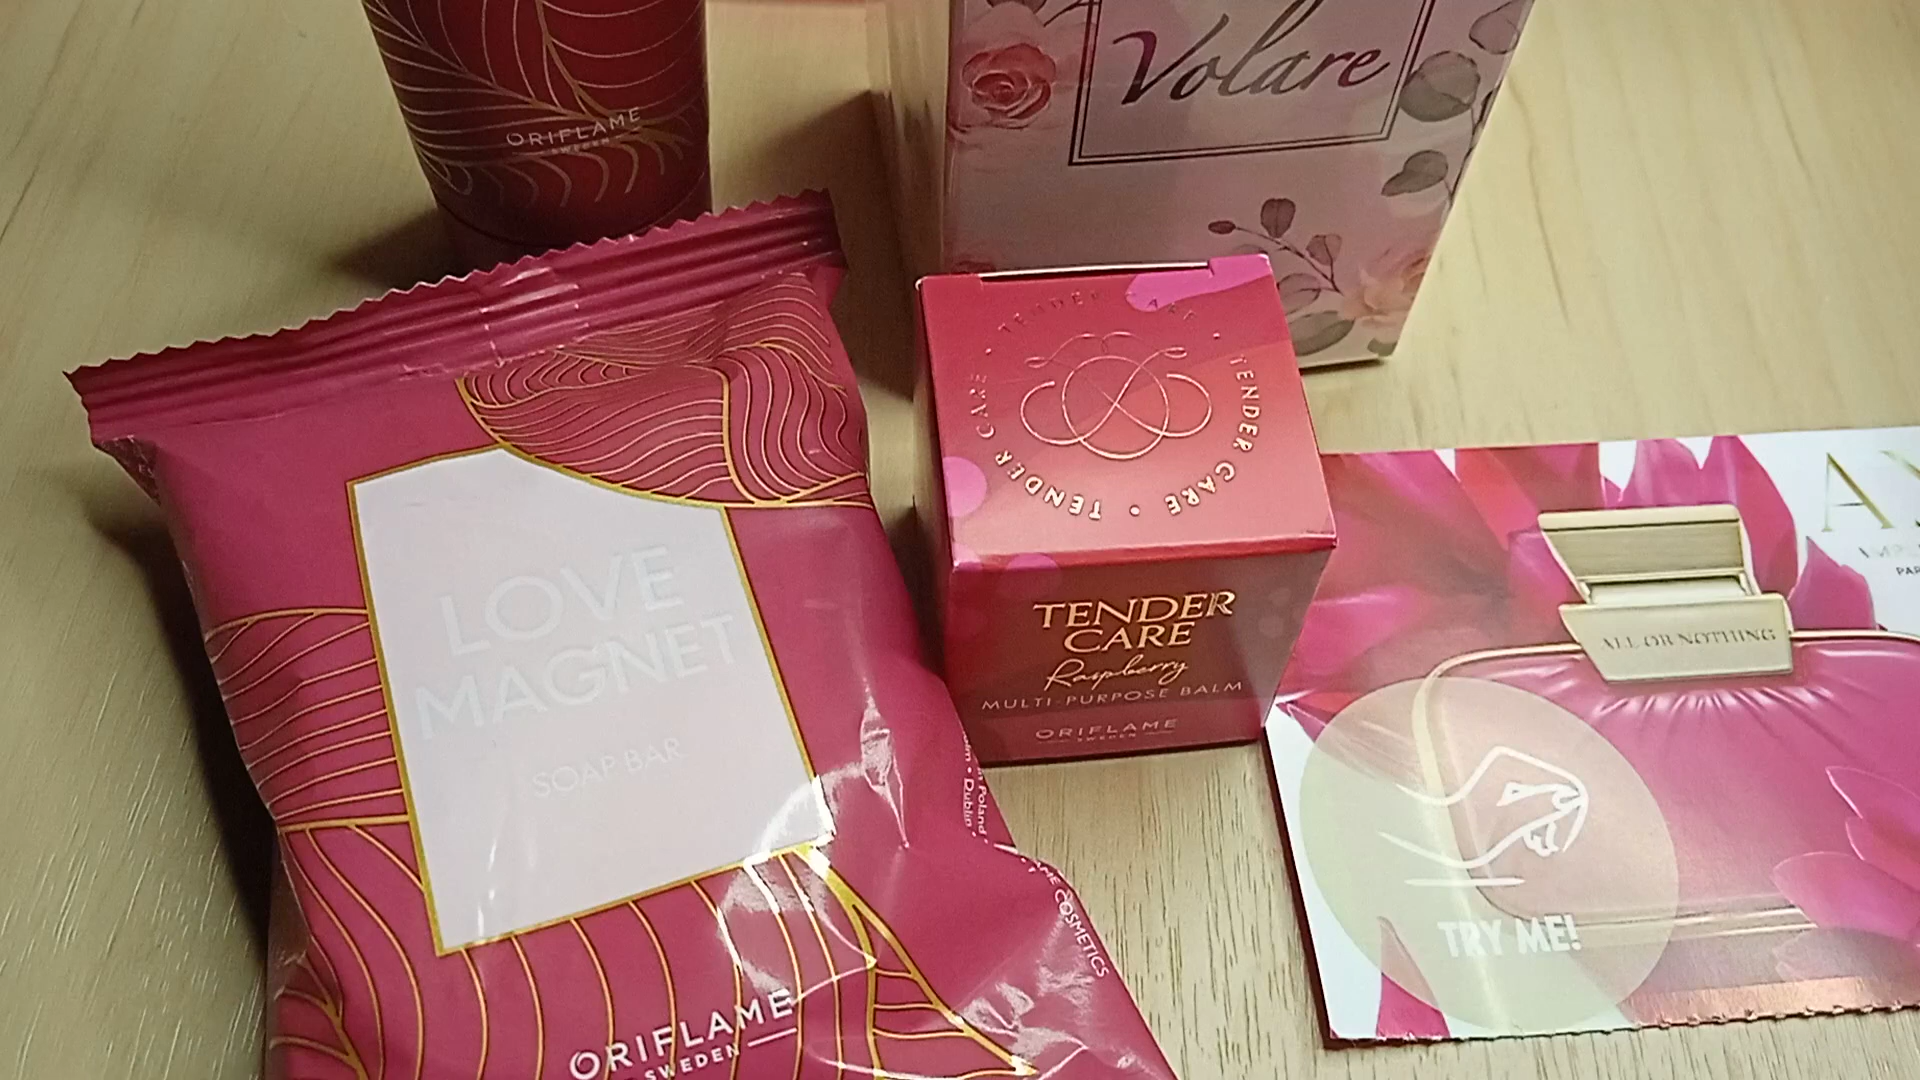 ORIFLAME
SWEDEN
Volare
TENDER CARE • TENDER CARE • TENDER CARE •
TENDER
CARE
Raspberry
MULTI-PURPOSE BALM
ORIFLAME
SWEDEN
LOVE
MAGNET
SOAP BAR
ORIFLAME
SWEDEN
Poland
• Dublin •
COSMETICS
ALL OR NOTHING
TRY ME!